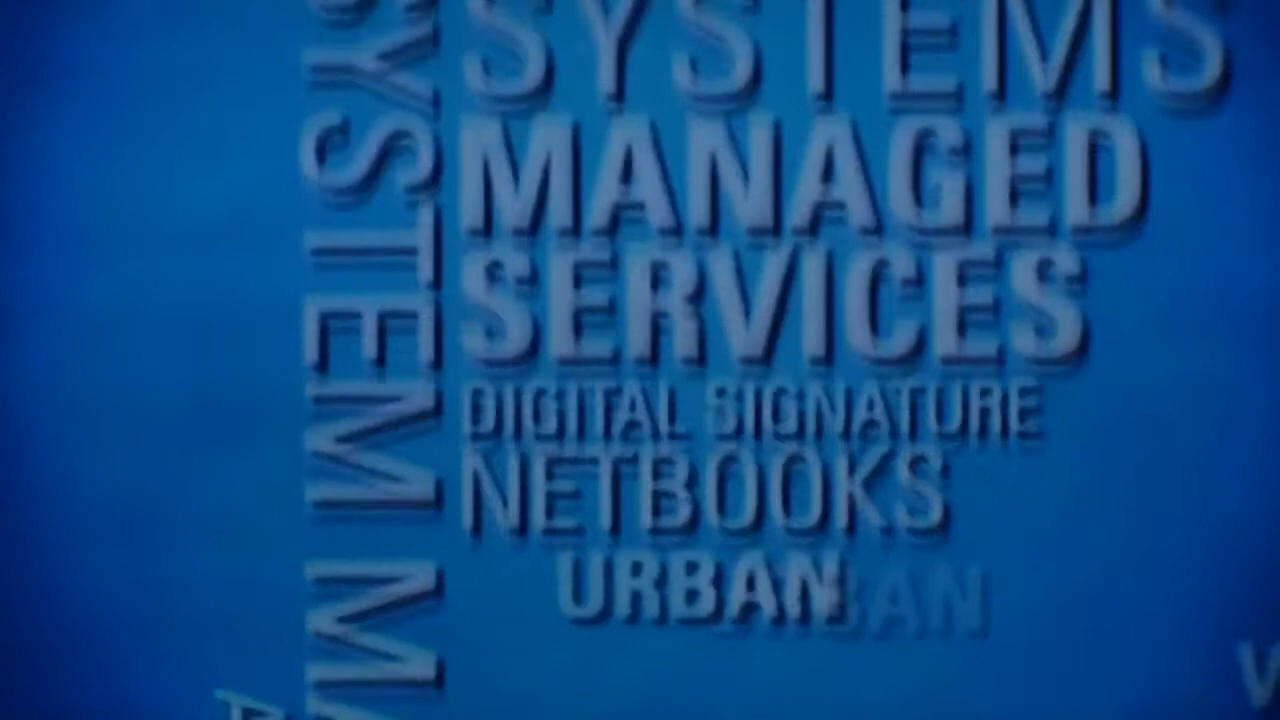 SYSTEMS
MANAGED
SERVICES
DIGITAL SIGNATURE
NETBOOKS
URBAN
SYSTEM